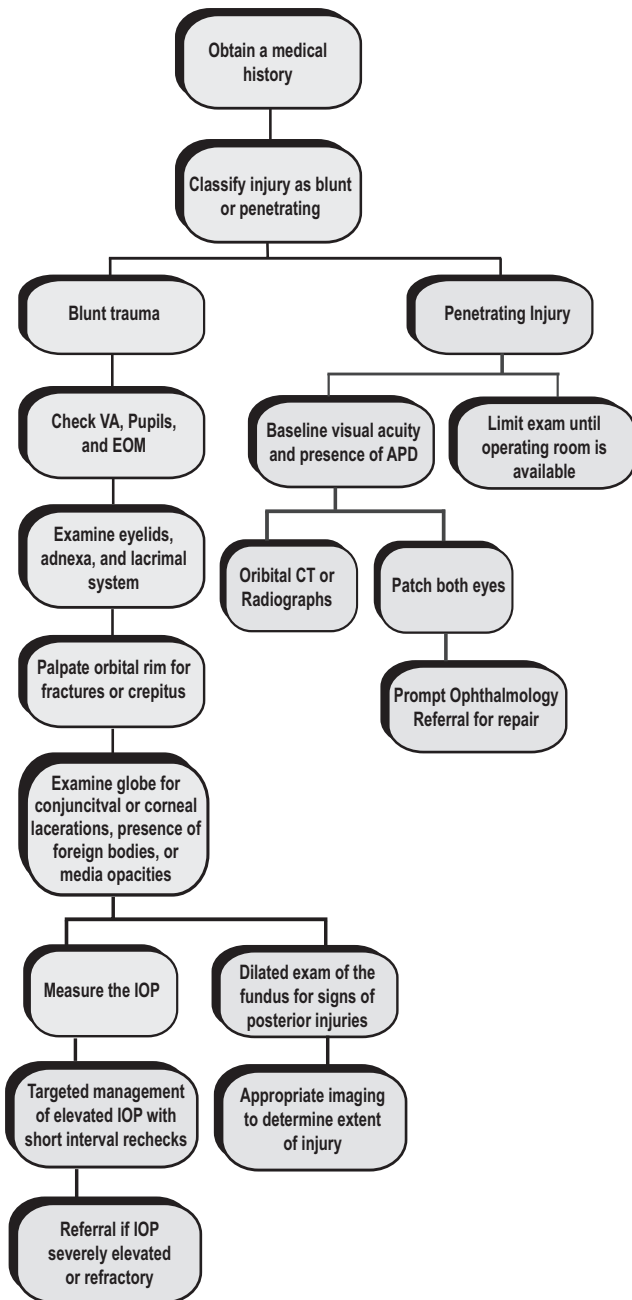 Obtain a medical
history
Classify injury as blunt
or penetrating
Blunt trauma
Penetrating Injury
Check VA, Pupils,
and EOM
Baseline visual acuity
and presence of APD
Limit exam until
operating room is
available
Examine eyelids,
adnexa, and lacrimal
system
Oribital CT or
Radiographs
Patch both eyes
Palpate orbital rim for
fractures or crepitus
Prompt Ophthalmology
Referral for repair
Examine globe for
conjuncitval or corneal
lacerations, presence of
foreign bodies, or
media opacities
Measure the IOP
Dilated exam of the
fundus for signs of
posterior injuries
Targeted management
of elevated IOP with
short interval rechecks
Appropriate imaging
to determine extent
of injury
Referral if IOP
severely elevated
or refractory